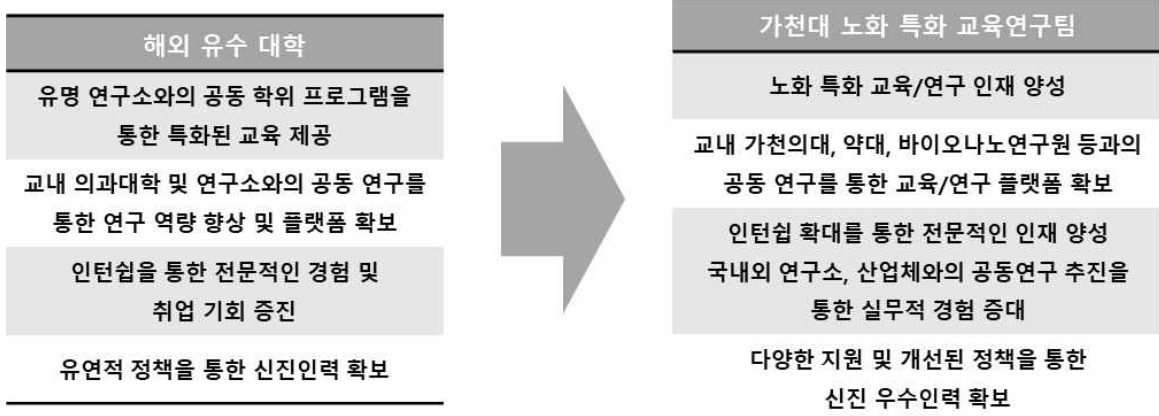 해외 유수 대학
유명 연구소와의 공동 학위 프로그램을
통한 특화된 교육 제공
교내 의과대학 및 연구소와의 공동 연구를
통한 연구 역량 향상 및 플랫폼 확보
인턴쉽을 통한 전문적인 경험 및
취업 기회 증진
유연적 정책을 통한 신진인력 확보
가천대 노화 특화 교육연구팀
노화 특화 교육/연구 인재 양성
교내 가천의대, 약대, 바이오나노연구원 등과의
공동 연구를 통한 교육/연구 플랫폼 확보
인턴쉽 확대를 통한 전문적인 인재 양성
국내외 연구소, 산업체와의 공동연구 추진을
통한 실무적 경험 증대
다양한 지원 및 개선된 정책을 통한
신진 우수인력 확보